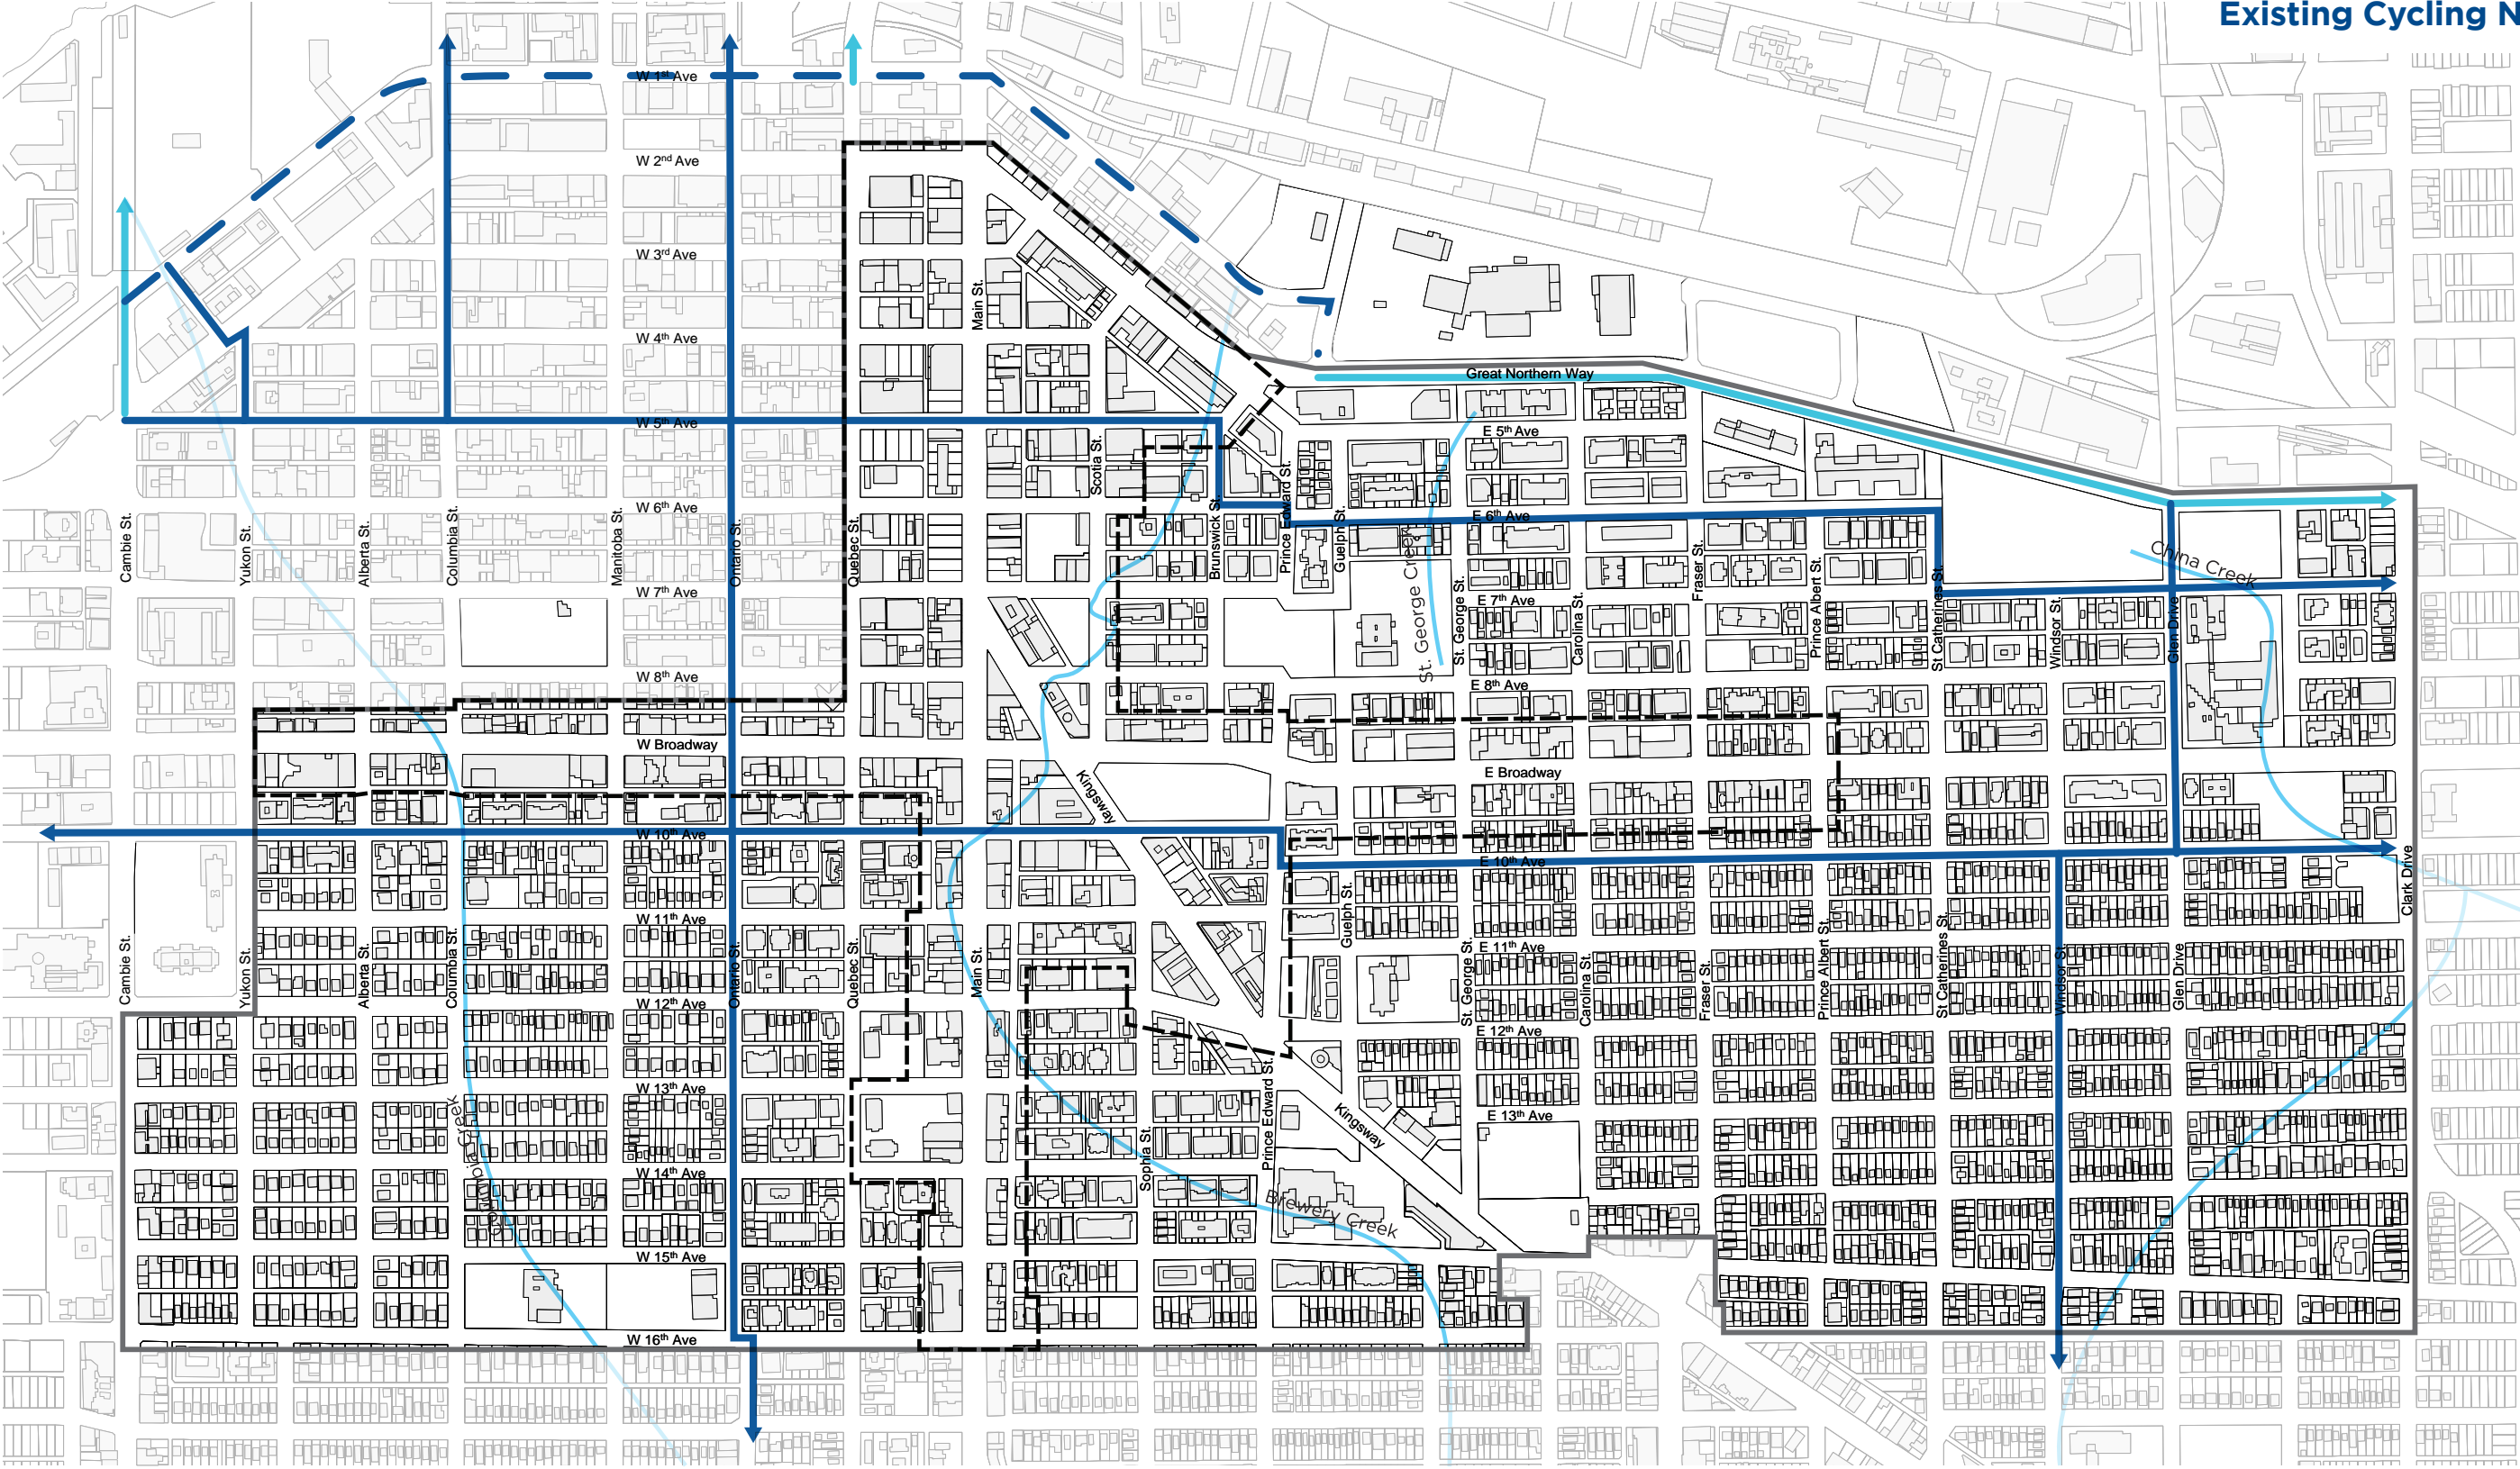 Existing Cycling N
W 1st Ave
W 2nd Ave
W 3rd Ave
Main St.
W 4th Ave
Great Northern Way
W 5th Ave
E 5th Ave
Scotia St.
W 6th Ave
E 6th Ave
Cambie St.
Yukon St.
Alberta St.
Columbia St.
Manitoba St.
Ontario St.
Quebec St.
Brunswick St.
Prince Edward St.
Guelph St.
St. George Creek
St. George St.
Carolina St.
Fraser St.
Prince Albert St.
St Catherines St.
Windsor St.
Glen Drive
China Creek
W 7th Ave
E 7th Ave
W 8th Ave
E 8th Ave
W Broadway
E Broadway
Kingsway
W 10th Ave
E 10th Ave
Clark Drive
W 11th Ave
E 11th Ave
Cambie St.
Yukon St.
Alberta St.
Columbia St.
Ontario St.
Quebec St.
Main St.
Guelph St.
St. George St.
Carolina St.
Fraser St.
Prince Albert St.
St Catherines St.
Windsor St.
Glen Drive
W 12th Ave
E 12th Ave
W 13th Ave
E 13th Ave
Columbia Creek
Sophia St.
Prince Edward St.
Kingsway
W 14th Ave
Brewery Creek
W 15th Ave
W 16th Ave